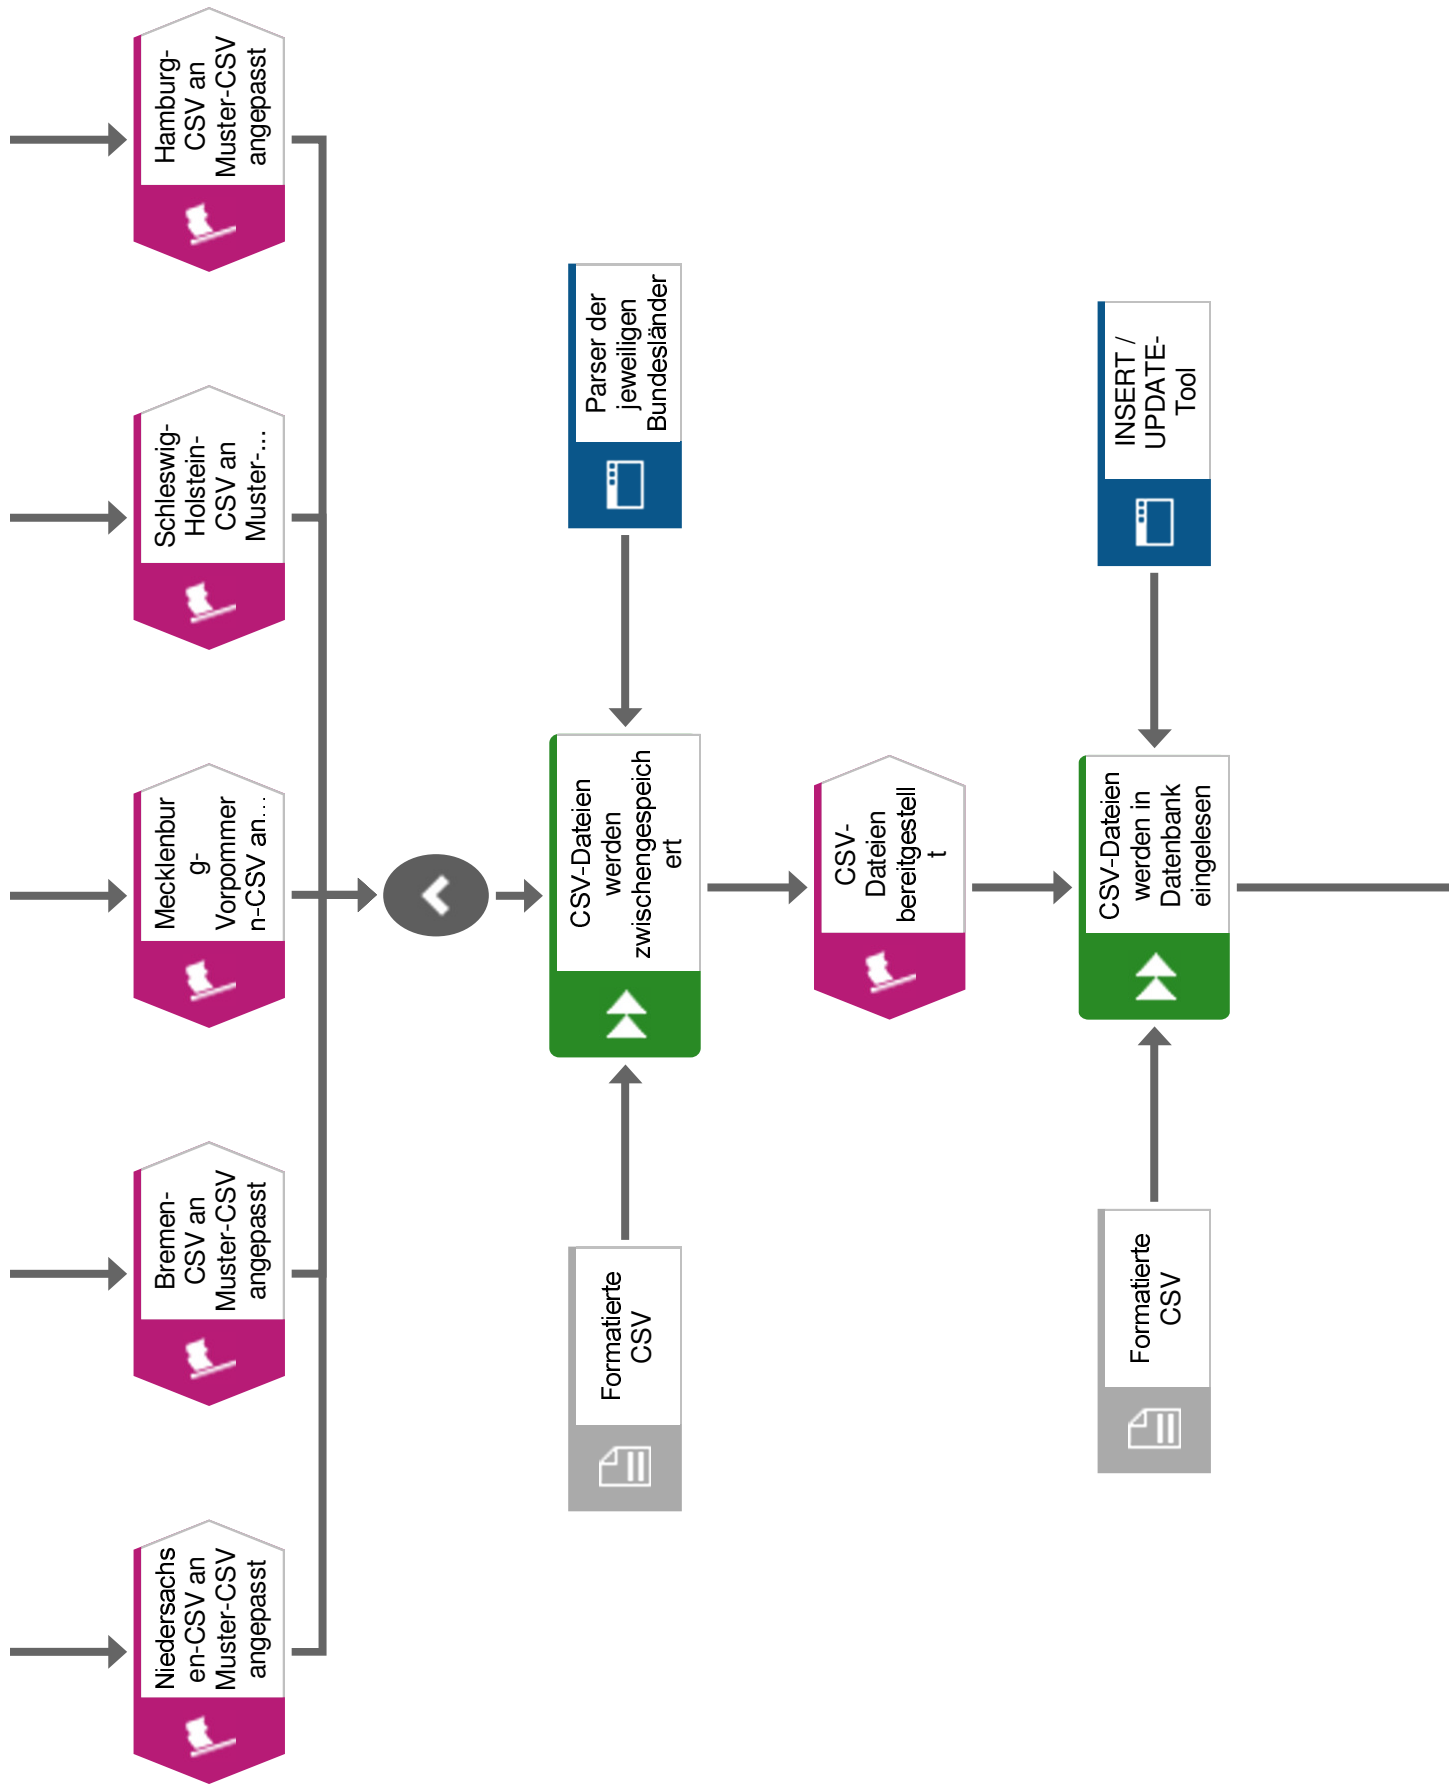 Niedersachs
en-CSV an
Muster-CSV
angepasst
Bremen-
CSV an
Muster-CSV
angepasst
Mecklenbur
g-
Vorpommer
n-CSV an...
Schleswig-
Holstein-
CSV an
Muster-...
Hamburg-
CSV an
Muster-CSV
angepasst
Formatierte
CSV
CSV-Dateien
werden
zwischengespeich
ert
Parser der
jeweiligen
Bundesländer
CSV-
Dateien
bereitgestell
t
Formatierte
CSV
CSV-Dateien
werden in
Datenbank
eingelesen
INSERT /
UPDATE-
Tool